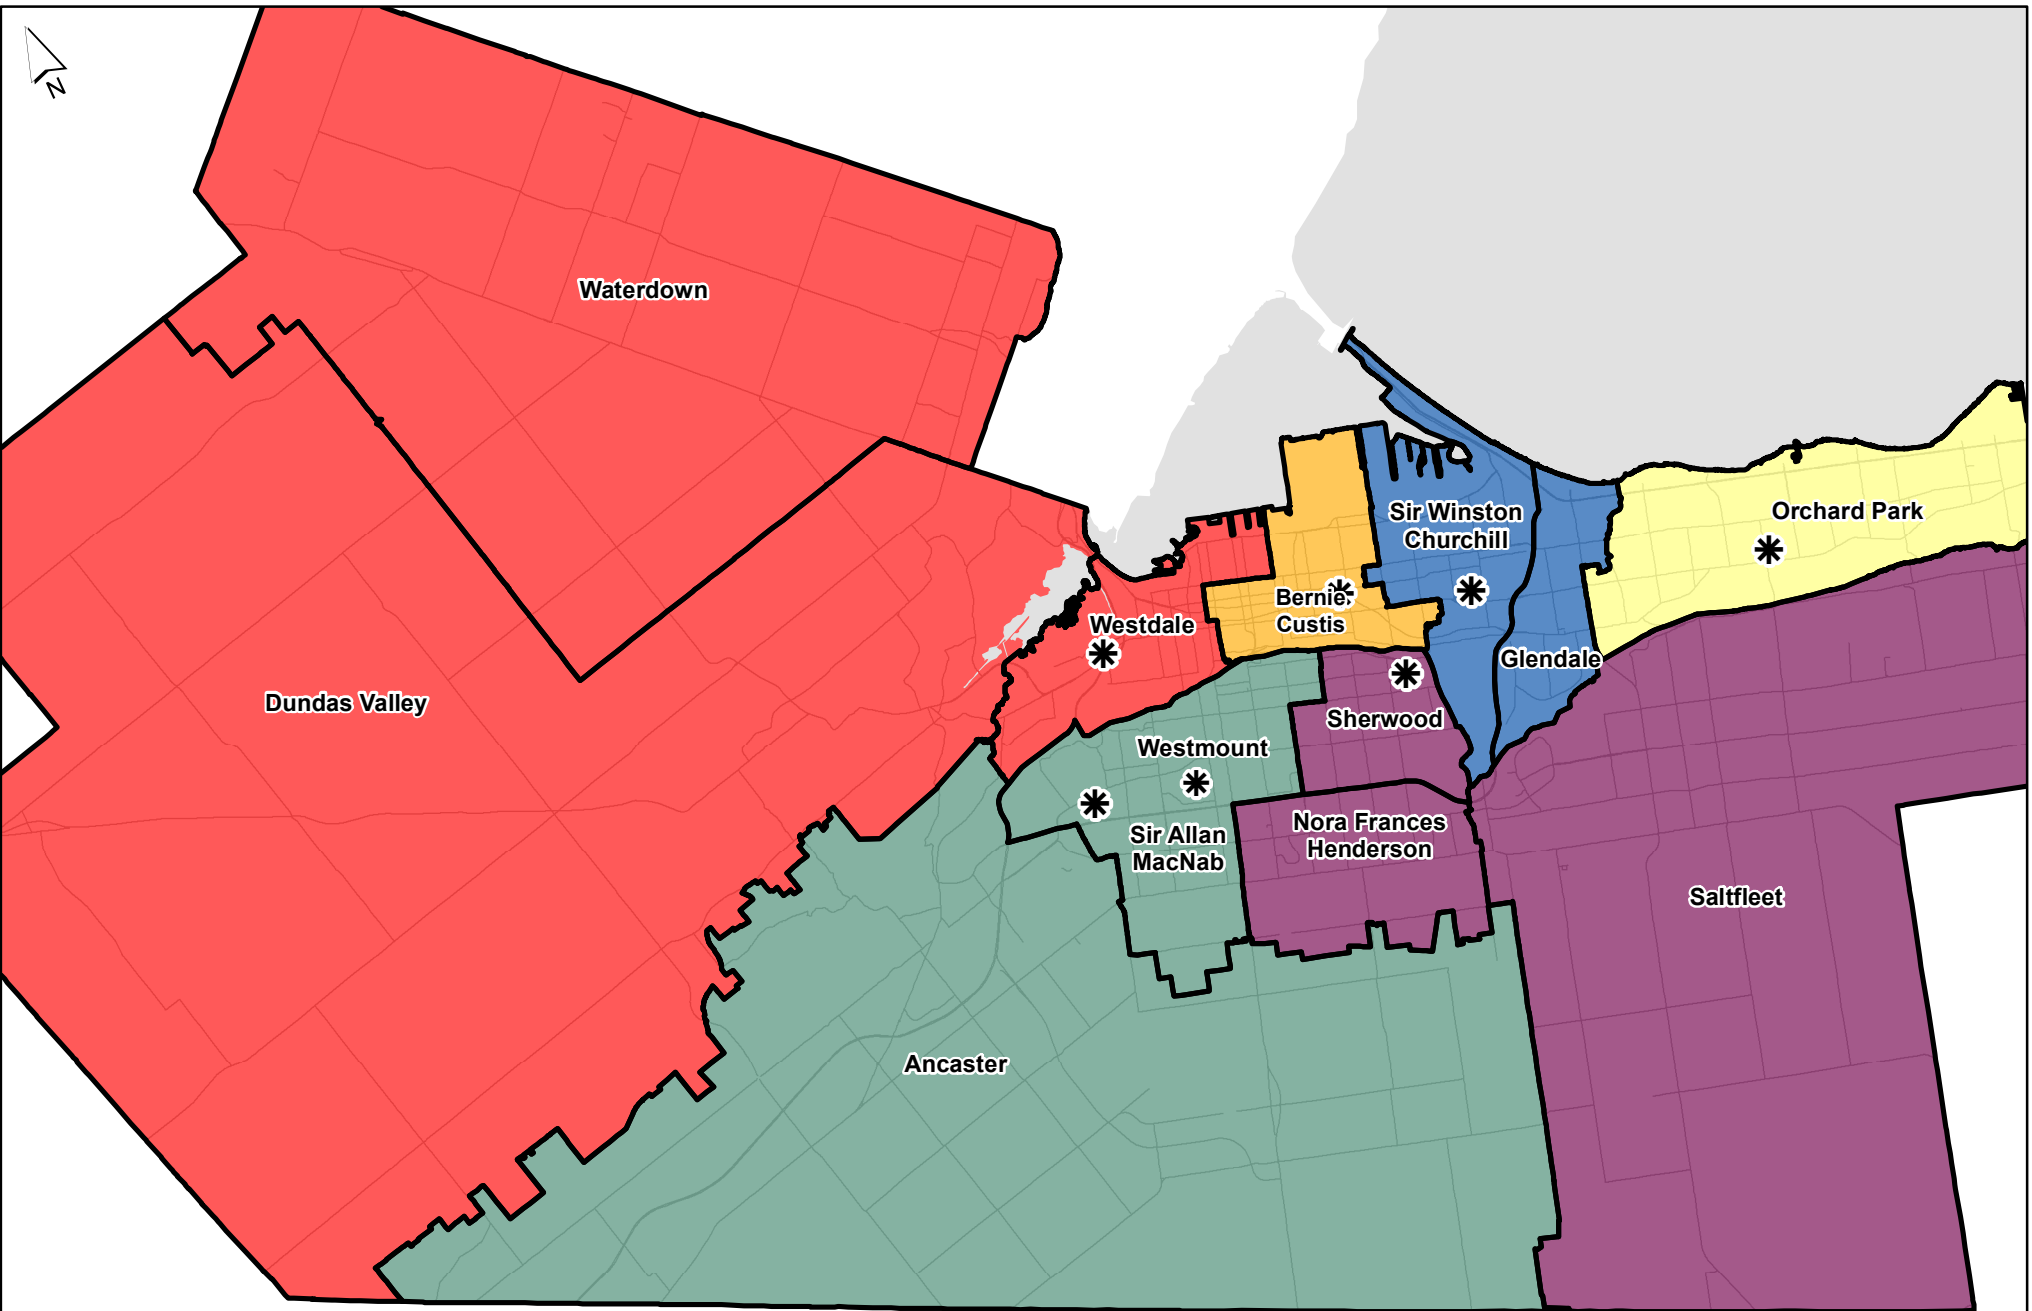 N
Waterdown
Sir Winston
Churchill
Orchard Park
Bernie
Custis
Westdale
Glendale
Dundas Valley
Sherwood
Westmount
Nora Frances
Henderson
Sir Allan
MacNab
Saltfleet
Ancaster